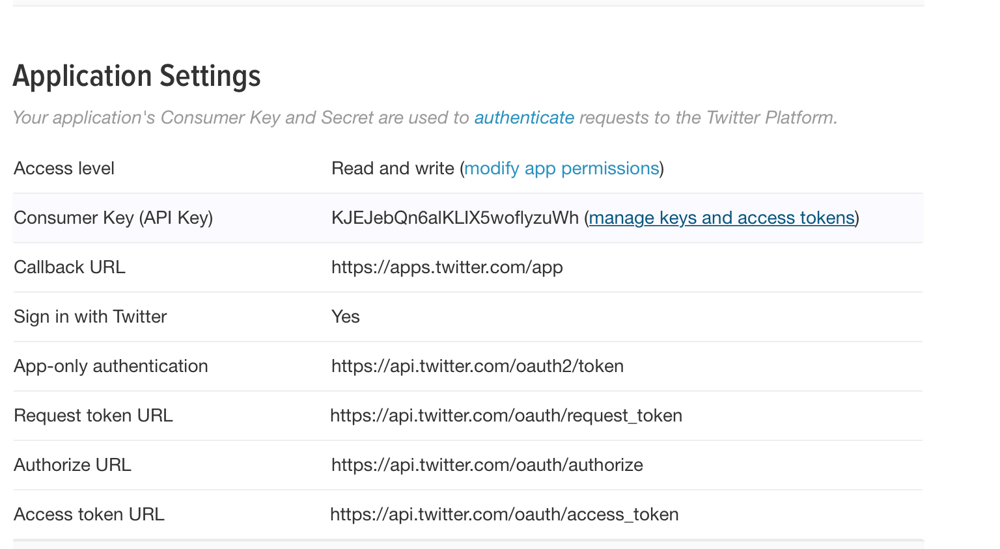 Application Settings
Your application's Consumer Key and Secret are used to authenticate requests to the Twitter Platform.
Access level Read and write (modify app permissions)
Consumer Key (API Key) KJEJebQn6alKLIX5woflyzuWh (manage keys and access tokens)
Callback URL https://apps.twitter.com/app
Sign in with Twitter Yes
App-only authentication https://api.twitter.com/oauth2/token
Request token URL https://api.twitter.com/oauth/request_token
Authorize URL https://api.twitter.com/oauth/authorize
Access token URL https://api.twitter.com/oauth/access_token